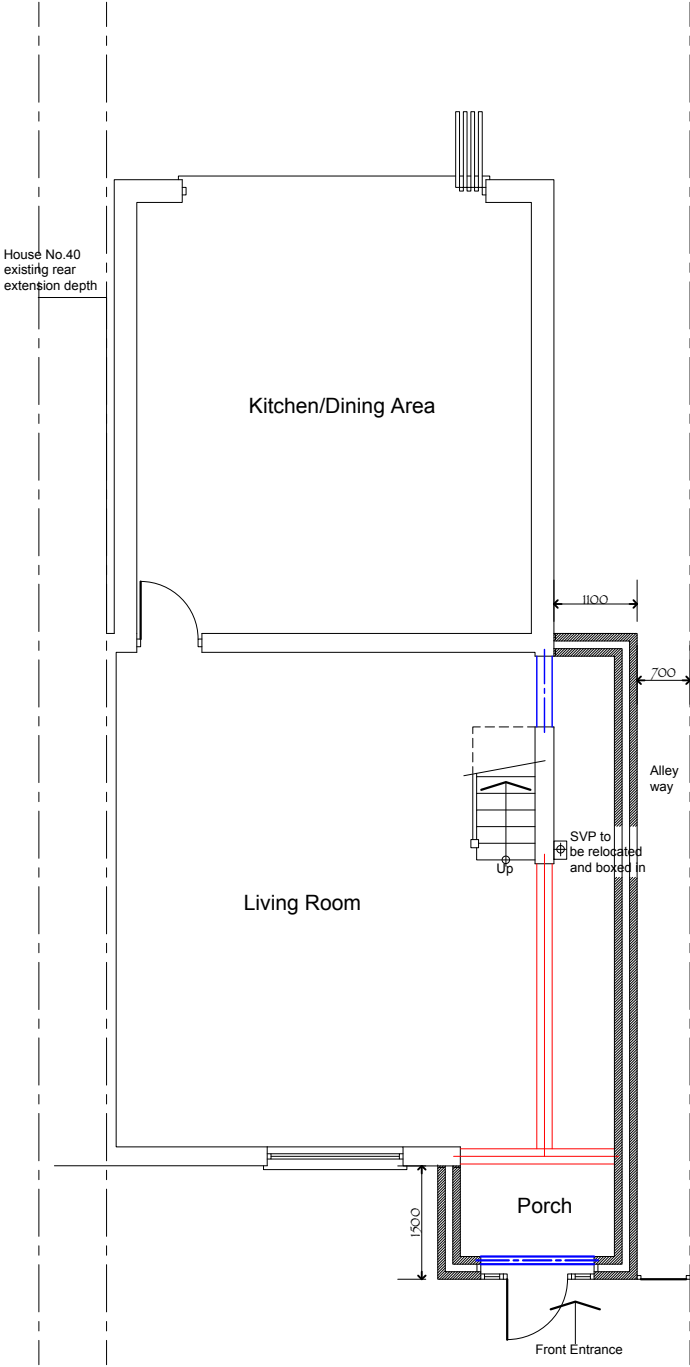 House No.40
existing rear
extension depth
Kitchen/Dining Area
1100
700
Alley
way
SVP to
be relocated
and boxed in
Up
Living Room
Porch
1500
Front Entrance